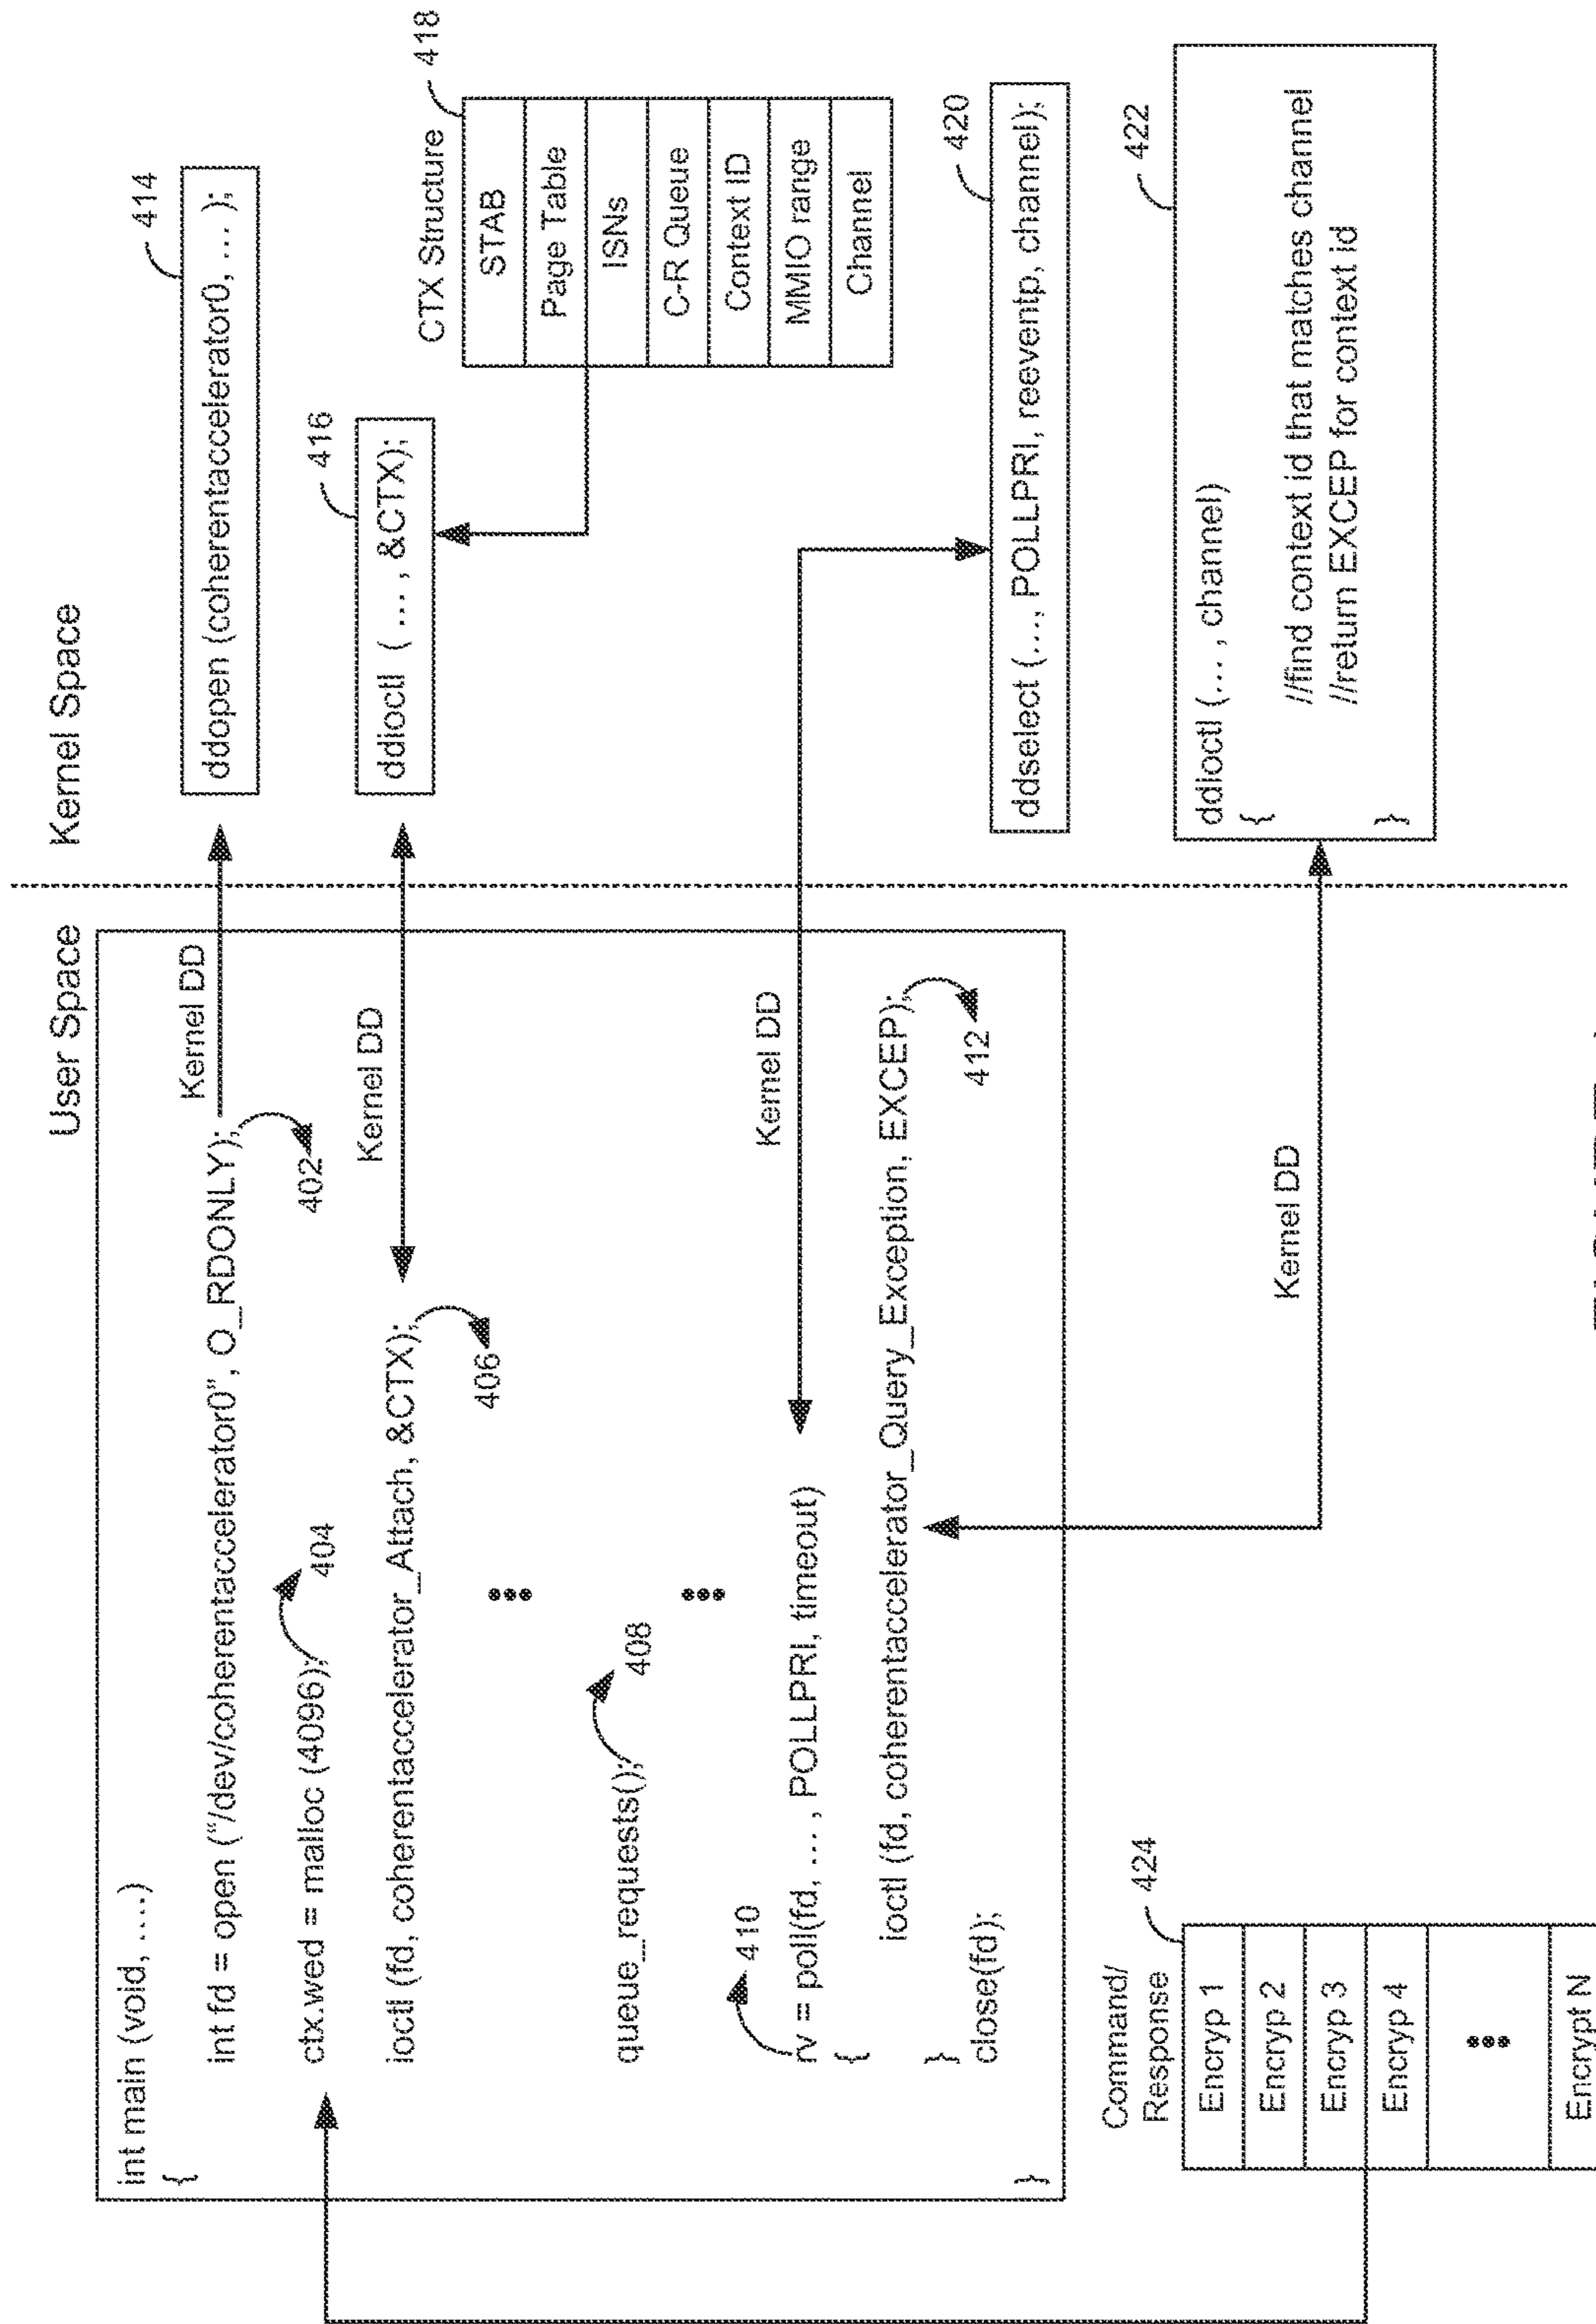 User Space
Kernel Space
int main (void, ....)
{
int fd = open ("/dev/coherentaccelerator0", O_RDONLY);
402
Kernel DD
414
ddopen (coherentaccelerator0, ... );
ctx.wed = malloc (4096);
404
ioctl (fd, coherentaccelerator_Attach, &CTX);
406
Kernel DD
416
ddioctl ( ... , &CTX);
CTX Structure
418
STAB
Page Table
ISNs
C-R Queue
Context ID
MMIO range
Channel
queue_requests();
408
410
rv = poll(fd, ... , POLLPRI, timeout)
Kernel DD
420
ddselect (..., POLLPRI, reeventp, channel);
{
ioctl (fd, coherentaccelerator_Query_Exception, EXCEP);
412
}
close(fd);
}
Kernel DD
422
ddioctl (... , channel)
{
//find context id that matches channel
//return EXCEP for context id
}
Command/
Response
424
Encryp 1
Encryp 2
Encryp 3
Encryp 4
Encrypt N